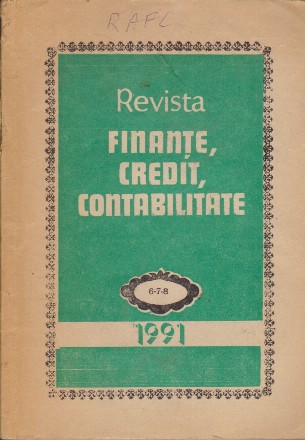 RAFL
Revista
FINANȚE,
CREDIT,
CONTABILITATE
6-7-8
1991